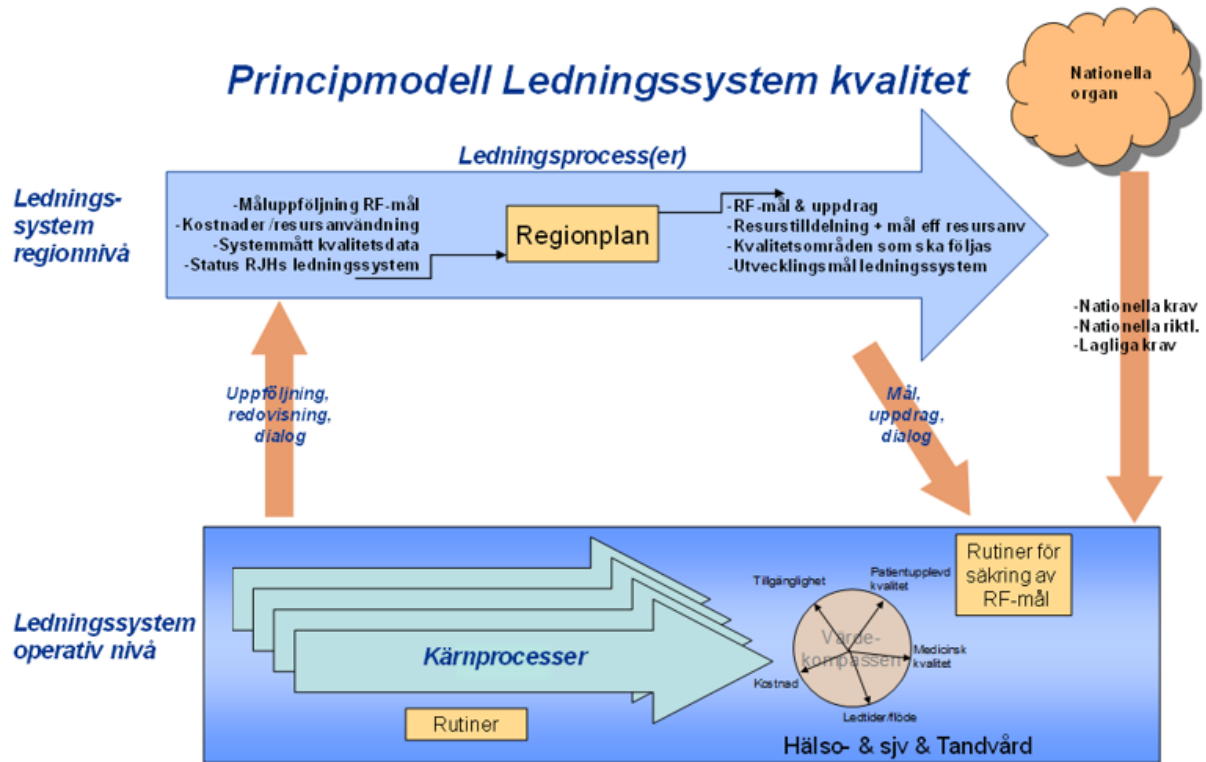 Principmodell Ledningssystem kvalitet
Nationella
organ
Ledningsprocess(er)
Lednings-
system
regionnivå
-Måluppföljning RF-mål
-Kostnader/resursanvändning
-Systemmått kvalitetsdata
-Status RJHs ledningssystem
Regionplan
-RF-mål & uppdrag
-Resurstilldelning + mål eff resursanv
-Kvalitetsområden som ska följas
-Utvecklingsmål ledningssystem
-Nationella krav
-Nationella riktl.
-Lagliga krav
Uppföljning,
redovisning,
dialog
Mål,
uppdrag,
dialog
Ledningssystem
operativ nivå
Kärnprocesser
Rutiner
Tillgänglighet
Patientupplevd
kvalitet
Värde-
kompassen
Medicinsk
kvalitet
Kostnad
Ledtider/flöde
Rutiner för
säkring av
RF-mål
Hälso- & sjv & Tandvård